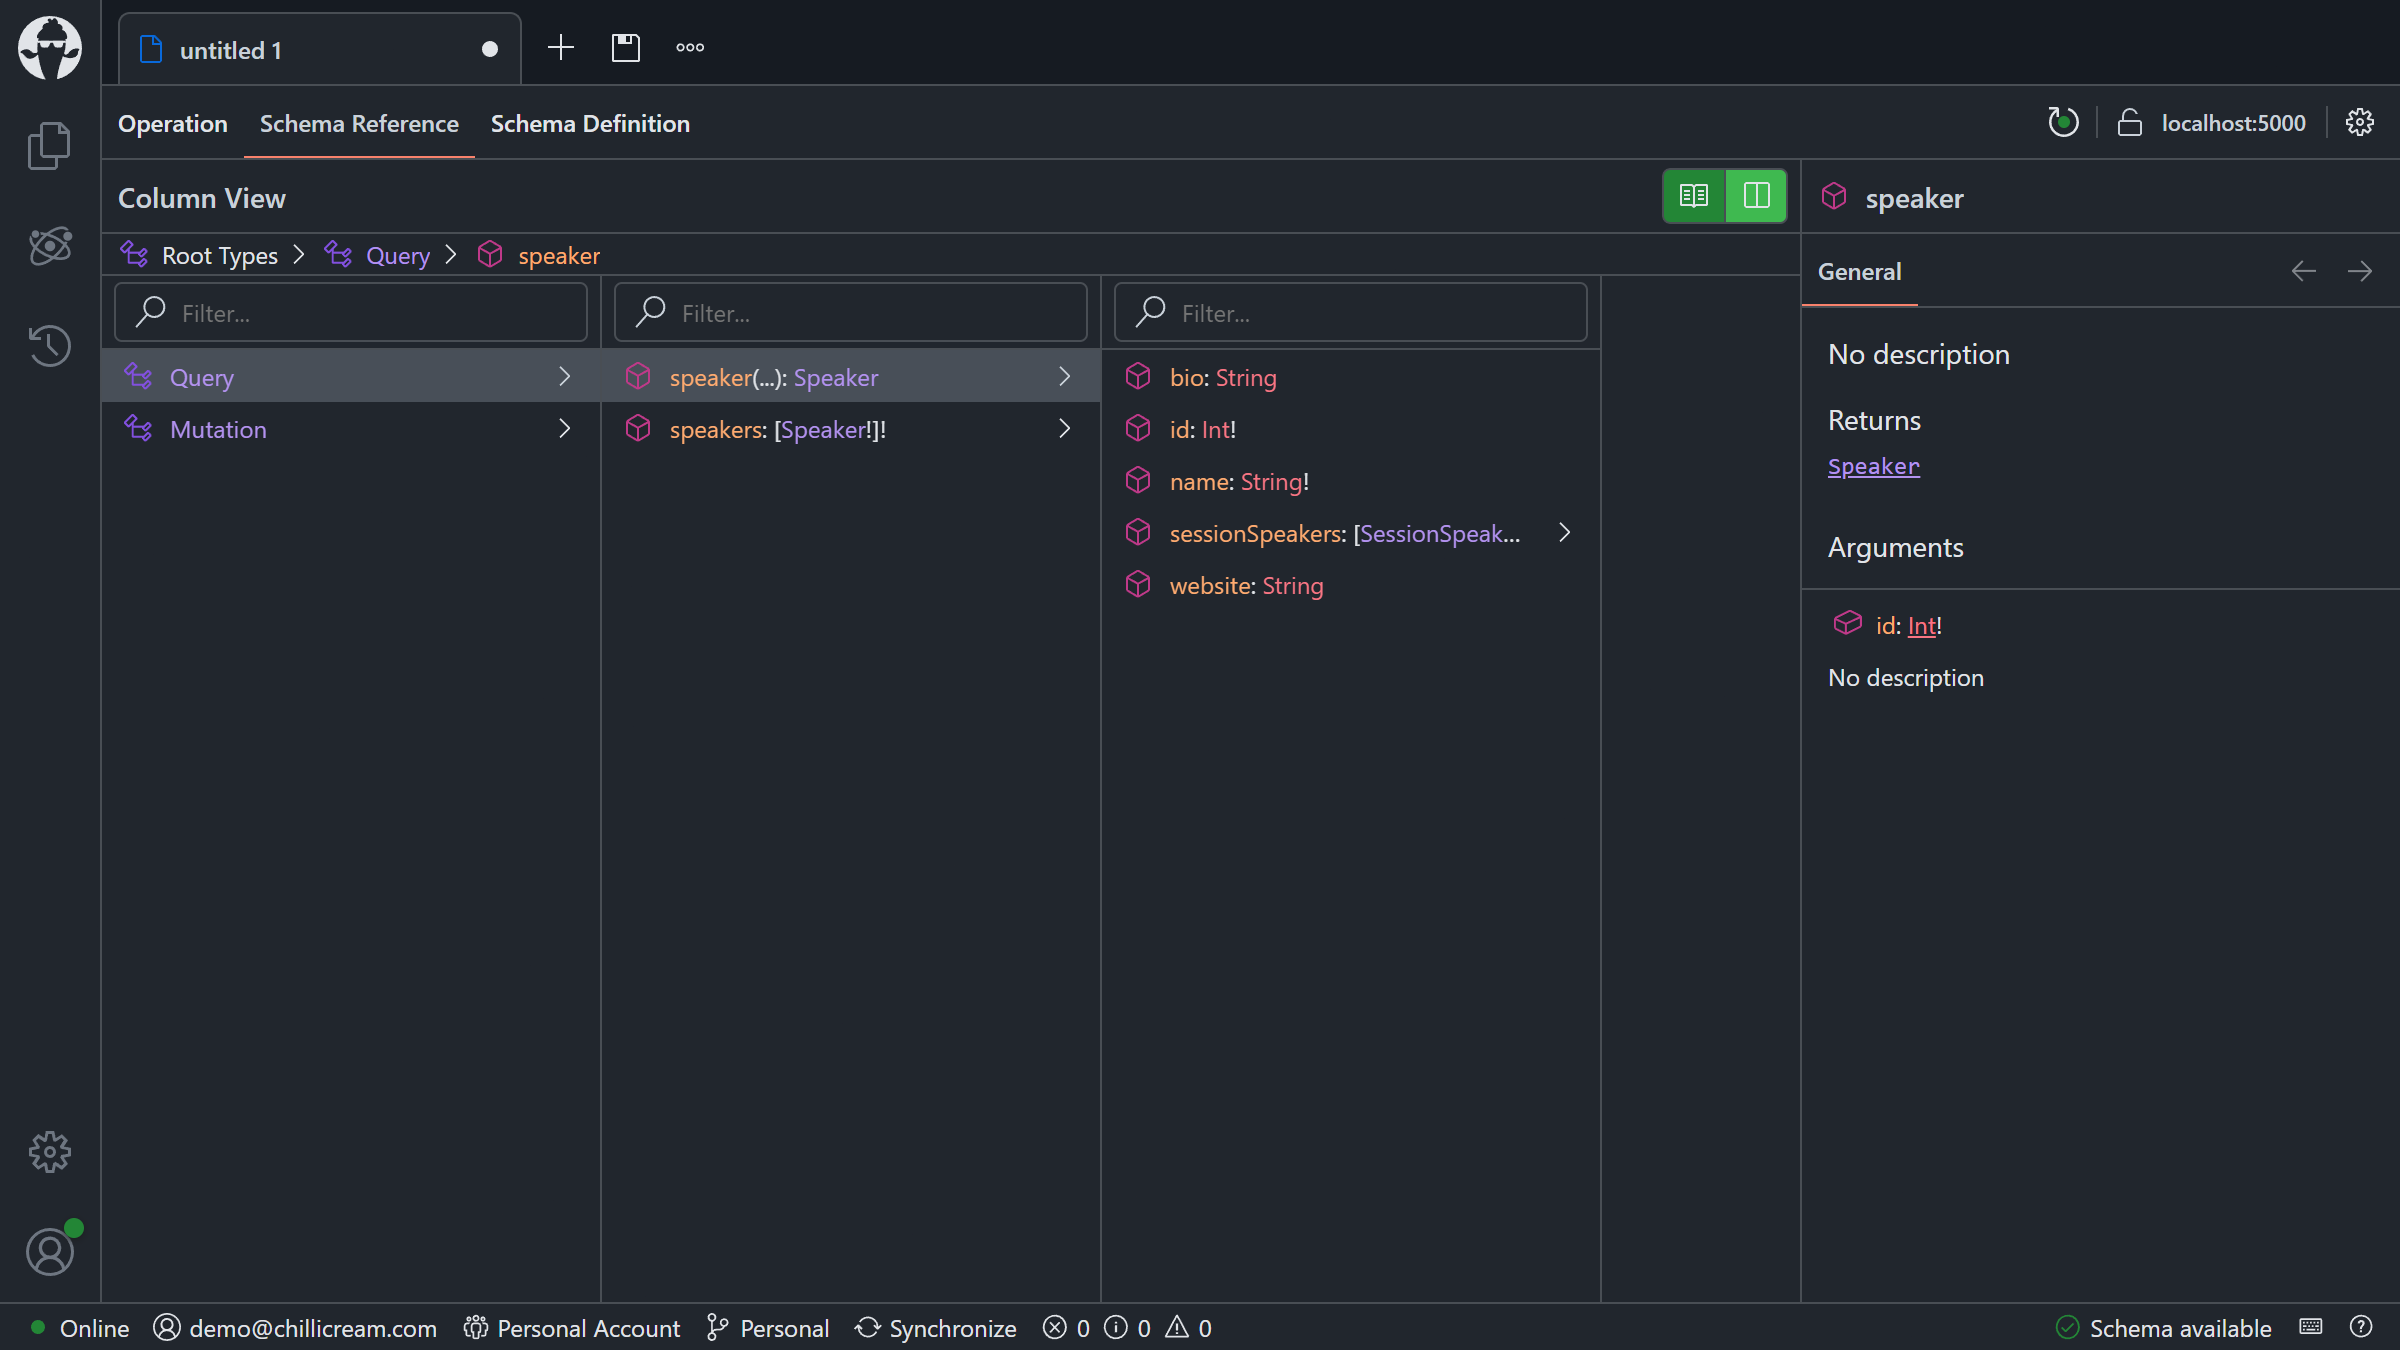 untitled 1
Operation Schema Reference Schema Definition localhost:5000
Column View
Root Types Query speaker
Filter... Filter... Filter...
Query
Mutation
speaker(...): Speaker
speakers: [Speaker!]!
bio: String
id: Int!
name: String!
sessionSpeakers: [SessionSpeak...
website: String
speaker
General
No description
Returns
Speaker
Arguments
id: Int!
No description
Online demo@chillicream.com Personal Account Personal Synchronize 0 0 0 Schema available